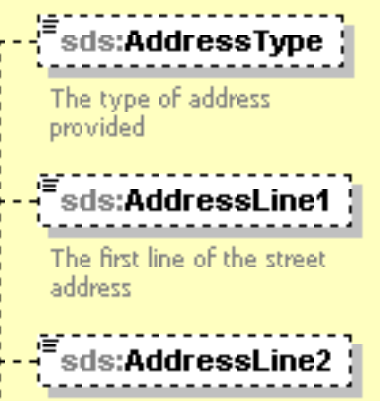 sds:AddressType
The type of address
provided
sds:AddressLine1
The first line of the street
address
sds:AddressLine2